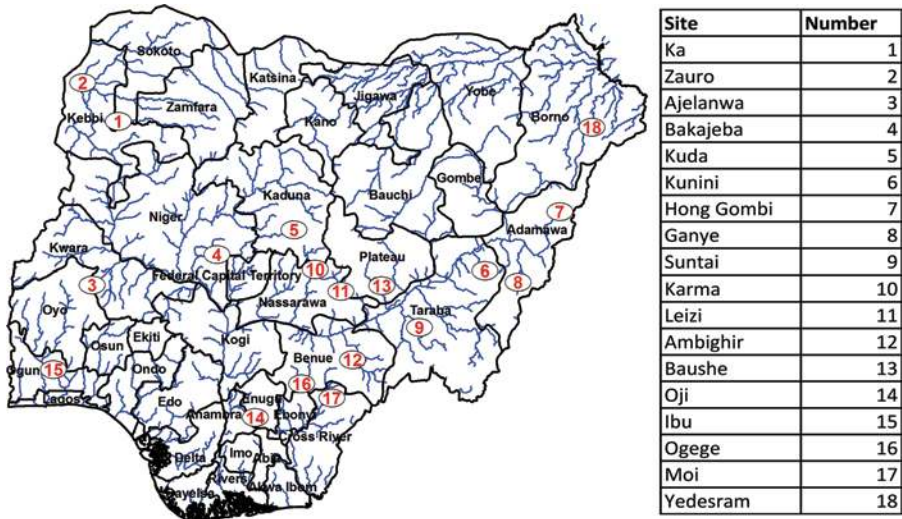 Sokoto
Katsina
Jigawa
Yobe
Borno
18
2
Kebbi
1
Zamfara
Kano
Bauchi
Gombe
Kaduna
Niger
5
7
Adamawa
Kwara
4
Federal Capital Territory
10
Plateau
6
8
3
Nassarawa
11
13
Oyo
Taraba
9
Osun
Ekiti
Kogi
Benue
12
Ogun
15
Ondo
16
Lagos
Edo
Anambra
Enugu
14
Ebonyi
17
Cross River
Delta
Imo
Abia
Rivers
Akwa Ibom
Bayelsa
Site Number
Ka 1
Zauro 2
Ajelanwa 3
Bakajeba 4
Kuda 5
Kunini 6
Hong Gombi 7
Ganye 8
Suntai 9
Karma 10
Leizi 11
Ambighir 12
Baushe 13
Oji 14
Ibu 15
Ogege 16
Moi 17
Yedesram 18